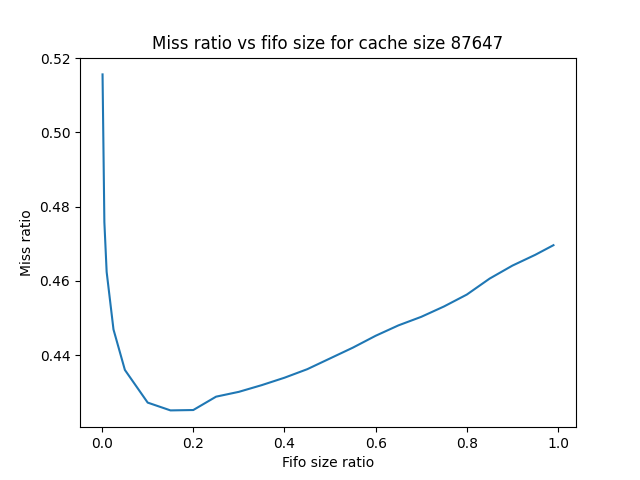 Miss ratio vs fifo size for cache size 87647
0.52
0.50
0.48
0.46
0.44
Miss ratio
0.0 0.2 0.4 0.6 0.8 1.0
Fifo size ratio